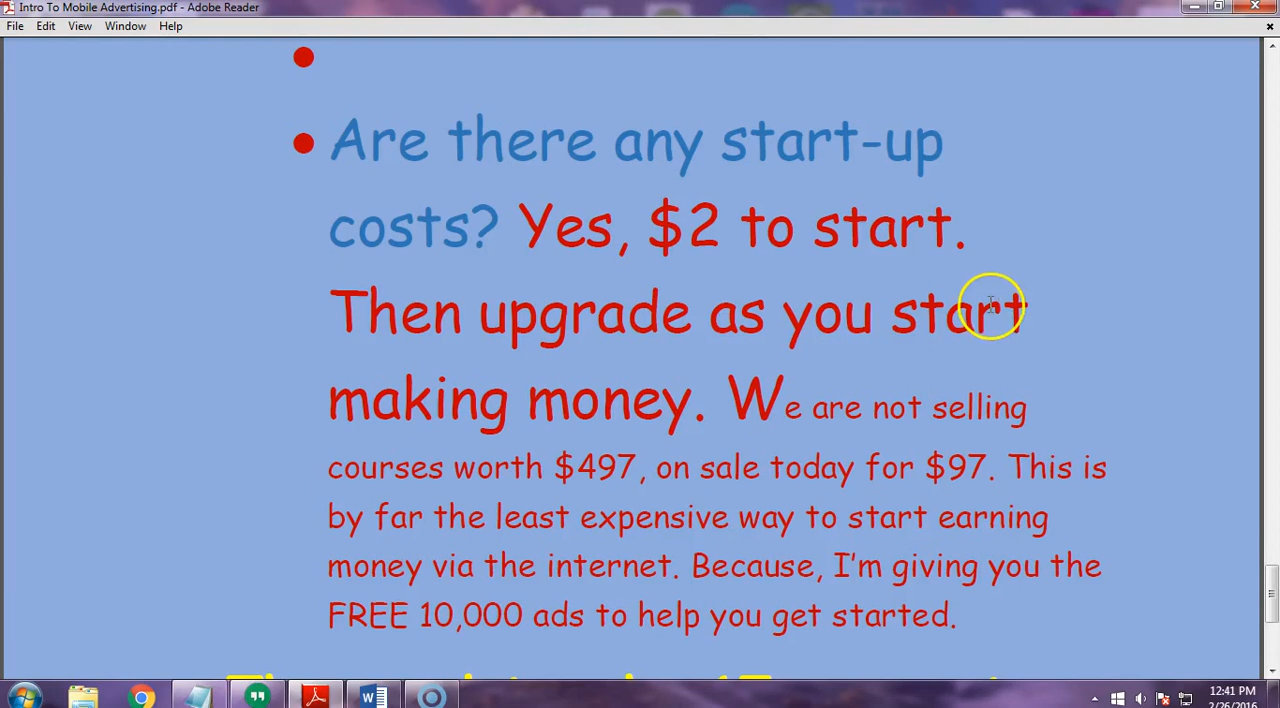 Intro To Mobile Advertising.pdf - Adobe Reader
File Edit View Window Help
Are there any start-up
costs? Yes, $2 to start.
Then upgrade as you start
making money. We are not selling
courses worth $497, on sale today for $97. This is
by far the least expensive way to start earning
money via the internet. Because, I'm giving you the
FREE 10,000 ads to help you get started.
12:41 PM
2/26/2016